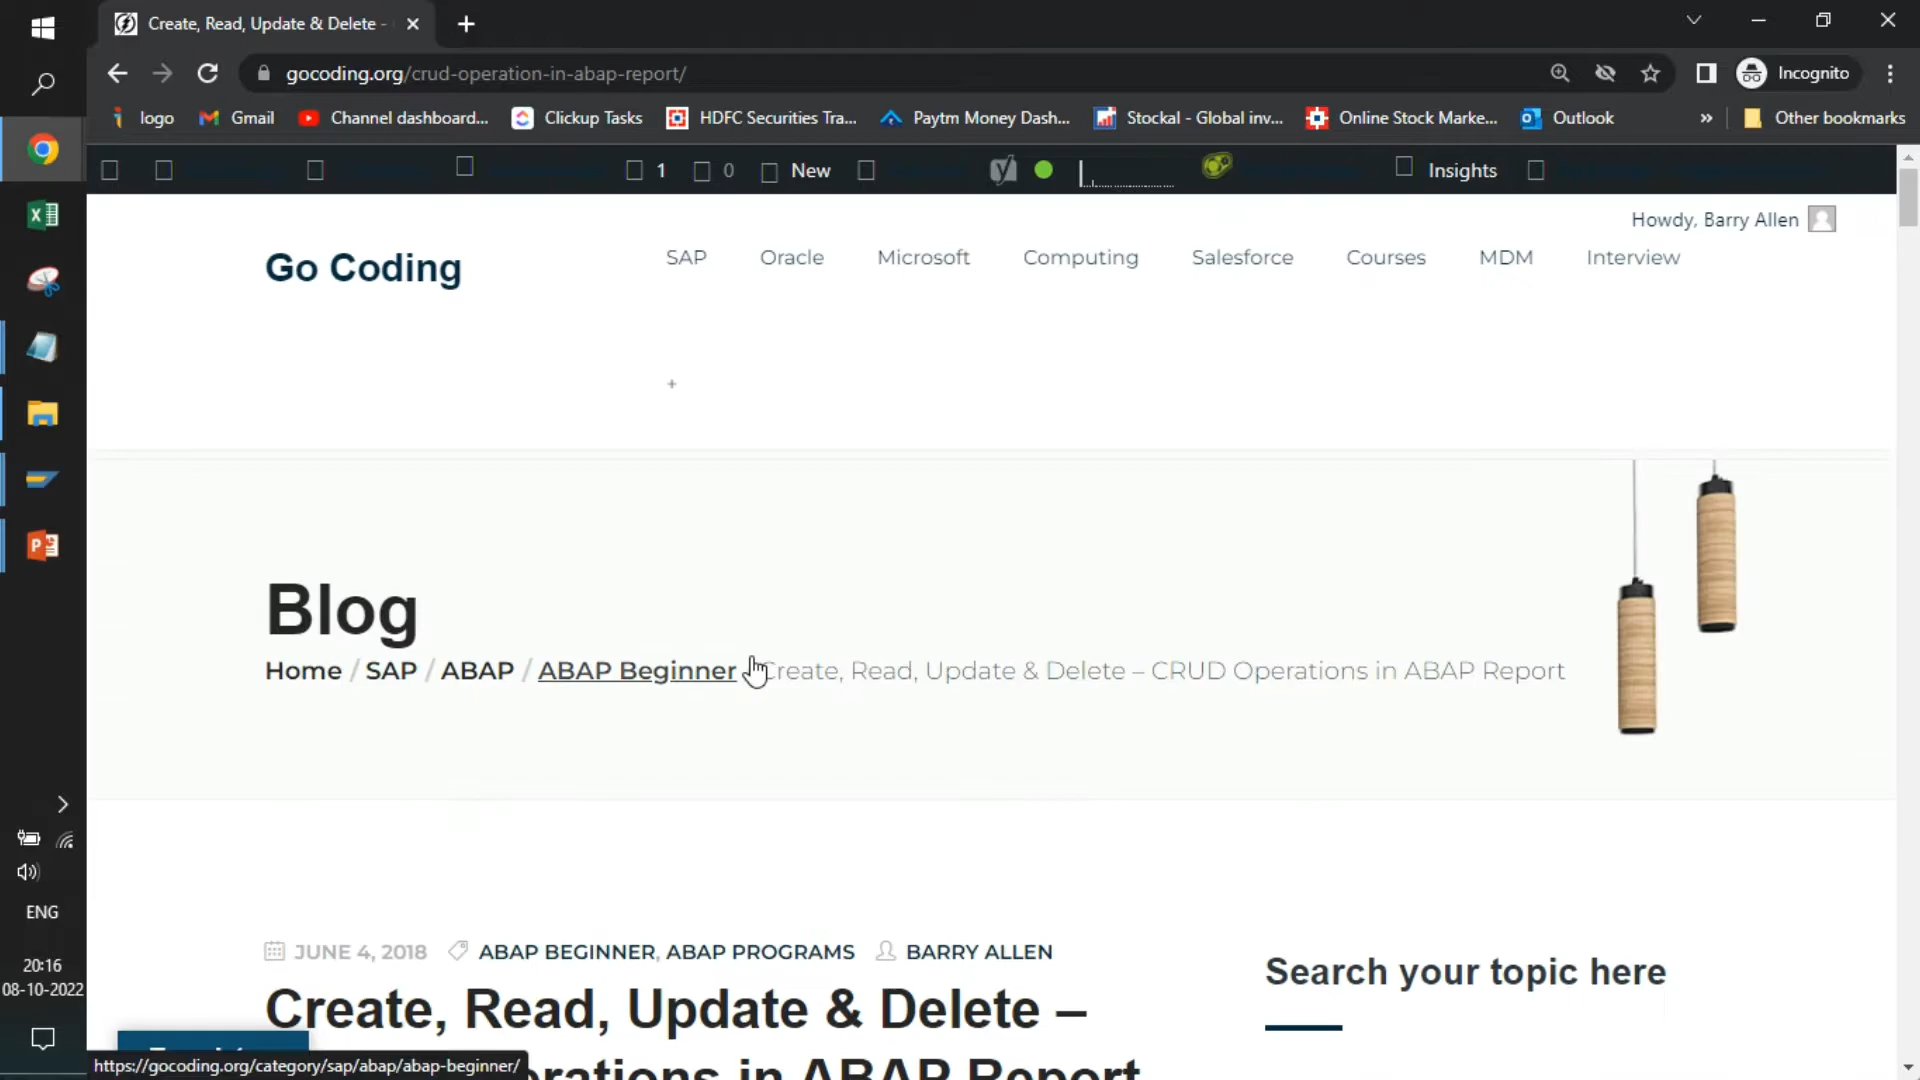 Create, Read, Update & Delete -
gocoding.org/crud-operation-in-abap-report/
Incognito
logo
Gmail
Channel dashboard...
Clickup Tasks
HDFC Securities Tra...
Paytm Money Dash...
Stockal - Global inv...
Online Stock Marke...
Outlook
»
Other bookmarks
1
0
New
Insights
Howdy, Barry Allen
Go Coding
SAP
Oracle
Microsoft
Computing
Salesforce
Courses
MDM
Interview
+
Blog
Home / SAP / ABAP / ABAP Beginner Create, Read, Update & Delete – CRUD Operations in ABAP Report
JUNE 4, 2018
ABAP BEGINNER, ABAP PROGRAMS
BARRY ALLEN
Create, Read, Update & Delete –
erations in ABAP Report
Search your topic here
ENG
20:16
08-10-2022
https://gocoding.org/category/sap/abap/abap-beginner/